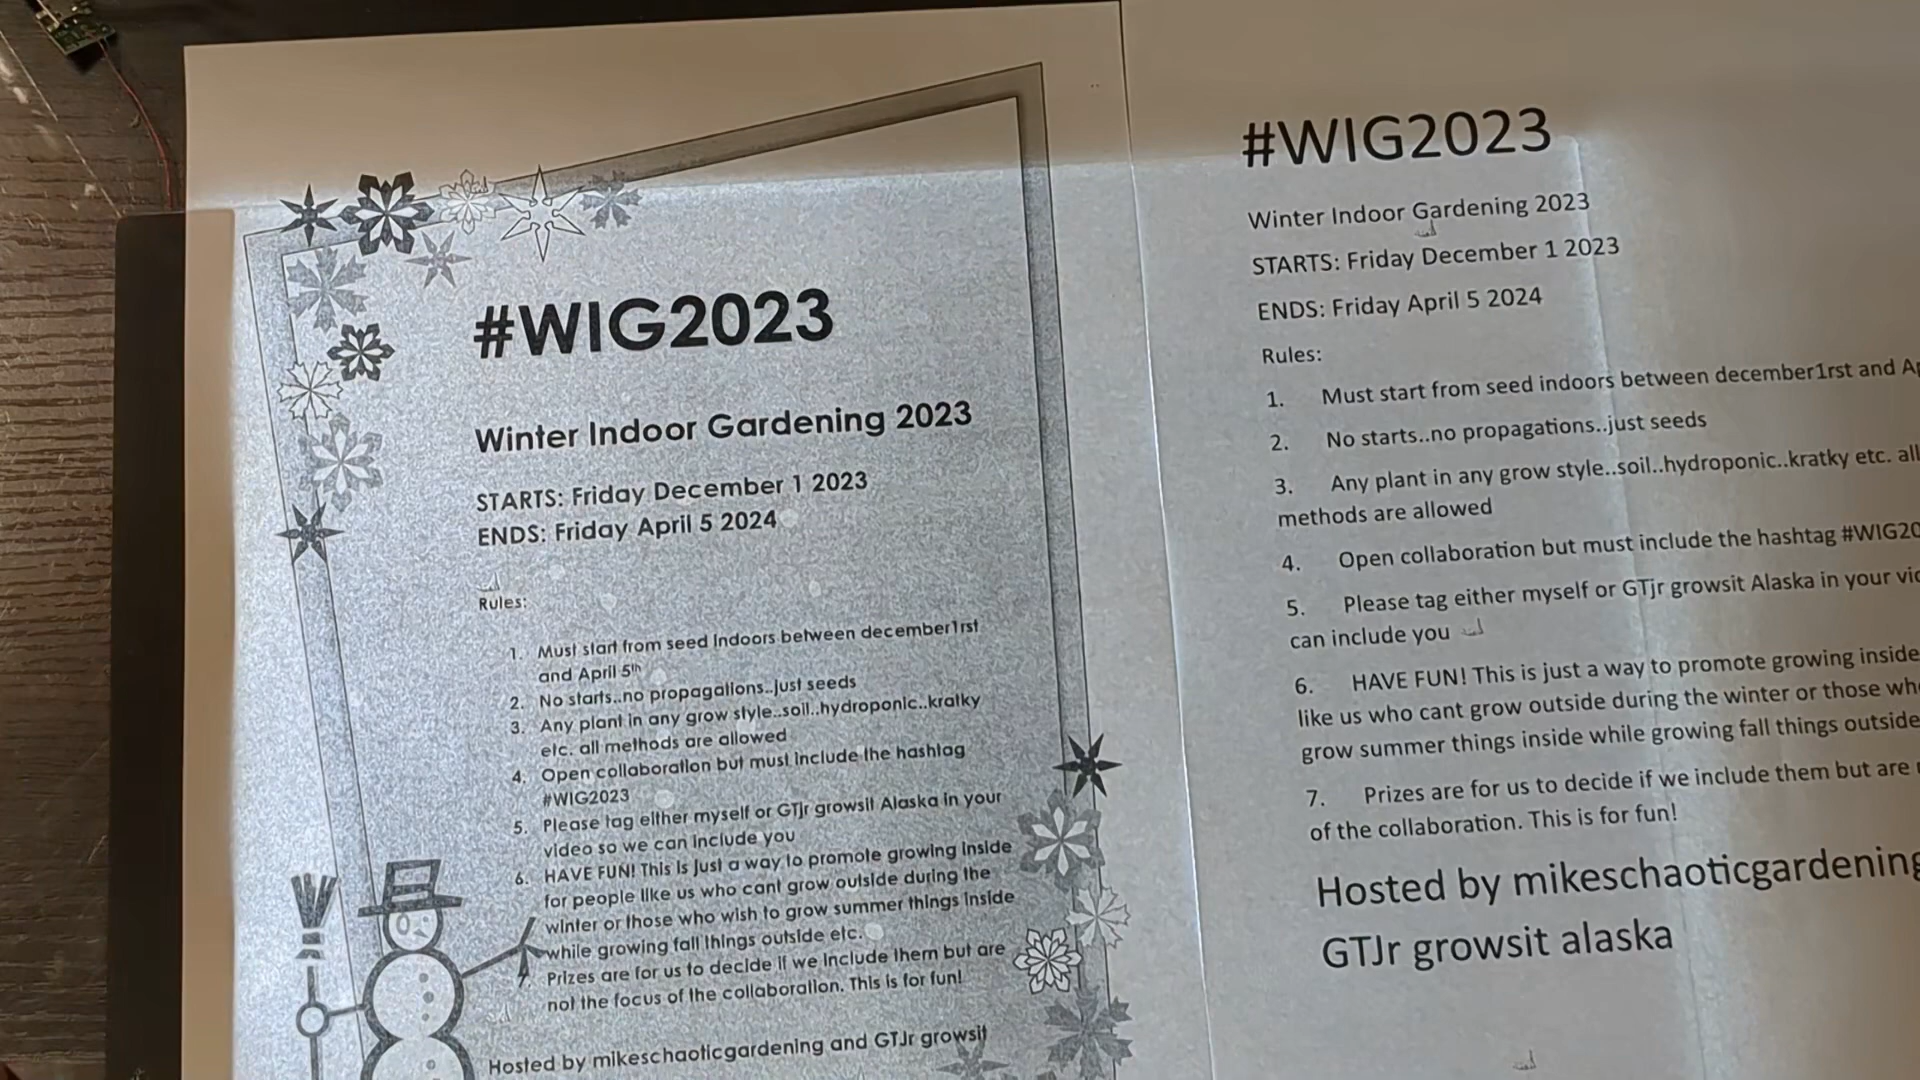 #WIG2023
Winter Indoor Gardening 2023
STARTS: Friday December 1 2023
ENDS: Friday April 5 2024
Rules:
1. Must start from seed indoors between december1rst
and April 5th
2. No starts..no propagations..just seeds
3. Any plant in any grow style..soil..hydroponic..kratky
etc. all methods are allowed
4. Open collaboration but must include the hashtag
#WIG2023
5. Please tag either myself or GTjr growsit Alaska in your
video so we can include you
6. HAVE FUN! This is just a way to promote growing inside
for people like us who cant grow outside during the
winter or those who wish to grow summer things inside
while growing fall things outside etc.
7. Prizes are for us to decide if we include them but are
not the focus of the collaboration. This is for fun!
Hosted by mikeschaoticgardening and GTJr growsit
#WIG2023
Winter Indoor Gardening 2023
STARTS: Friday December 1 2023
ENDS: Friday April 5 2024
Rules:
1. Must start from seed indoors between december1rst and Ap
2. No starts..no propagations..just seeds
3. Any plant in any grow style..soil..hydroponic..kratky etc. all
methods are allowed
4. Open collaboration but must include the hashtag #WIG20
5. Please tag either myself or GTjr growsit Alaska in your vid
can include you
6. HAVE FUN! This is just a way to promote growing inside
like us who cant grow outside during the winter or those wh
grow summer things inside while growing fall things outside
7. Prizes are for us to decide if we include them but are
of the collaboration. This is for fun!
Hosted by mikeschaoticgardening
GTJr growsit alaska